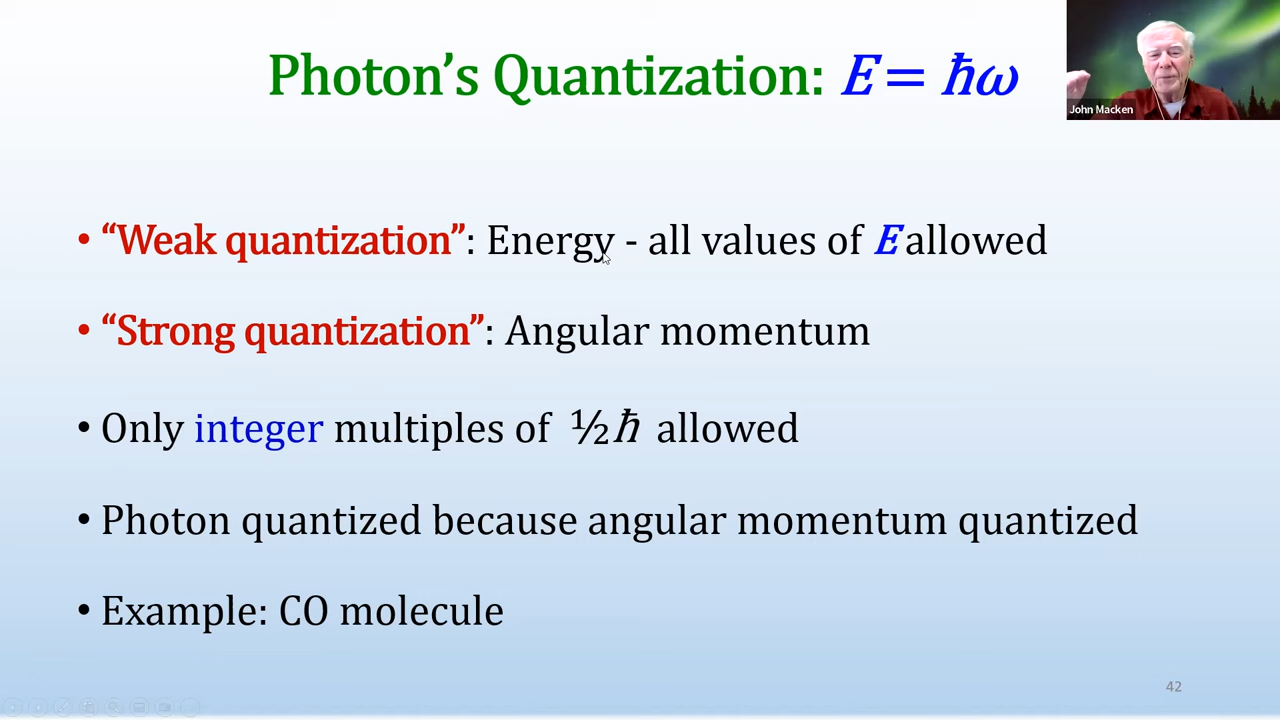 Photon’s Quantization: E = ħω
John Macken
• “Weak quantization”: Energy - all values of E allowed
• “Strong quantization”: Angular momentum
• Only integer multiples of ½ħ allowed
• Photon quantized because angular momentum quantized
• Example: CO molecule
42